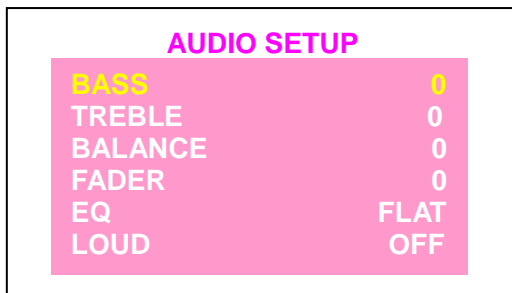 AUDIO SETUP
BASS 0
TREBLE 0
BALANCE 0
FADER 0
EQ FLAT
LOUD OFF